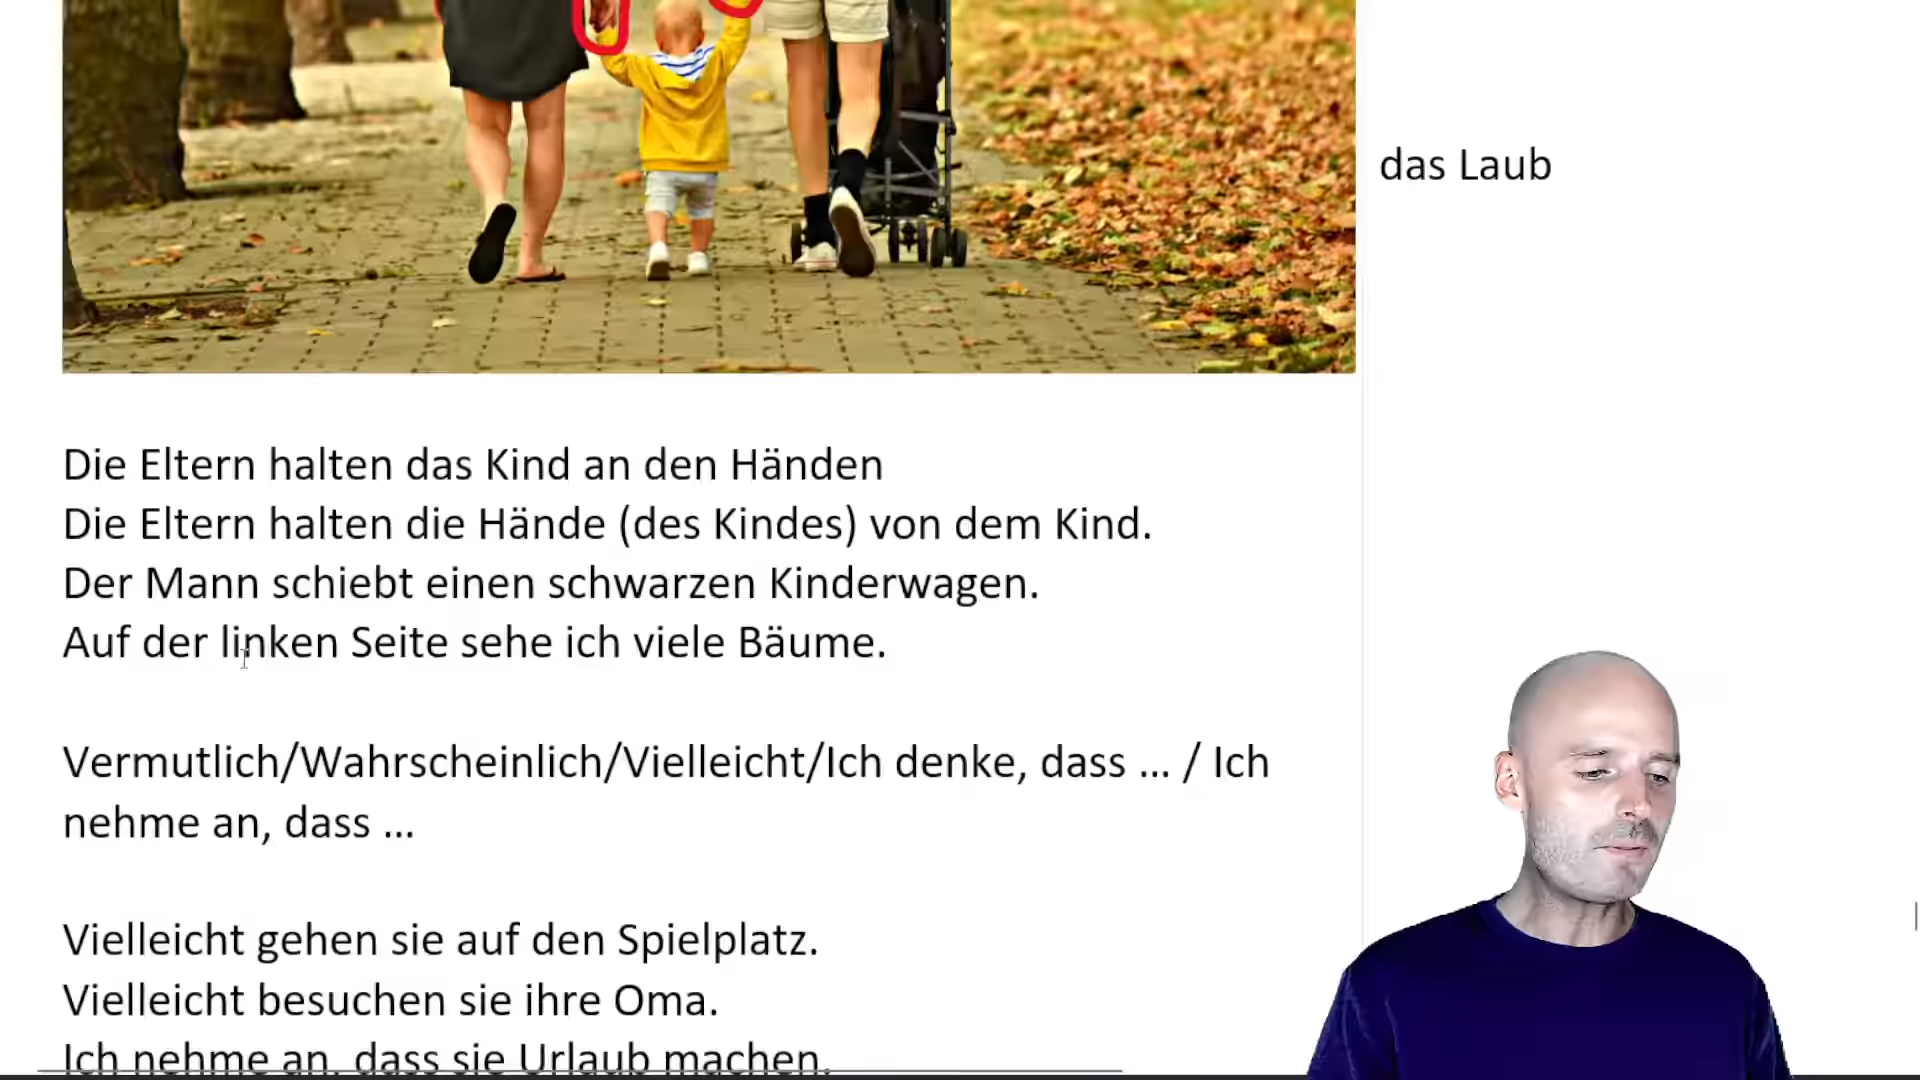 das Laub
Die Eltern halten das Kind an den Händen
Die Eltern halten die Hände (des Kindes) von dem Kind.
Der Mann schiebt einen schwarzen Kinderwagen.
Auf der linken Seite sehe ich viele Bäume.
Vermutlich/Wahrscheinlich/Vielleicht/Ich denke, dass ... / Ich
nehme an, dass ...
Vielleicht gehen sie auf den Spielplatz.
Vielleicht besuchen sie ihre Oma.
Ich nehme an, dass sie Urlaub machen.